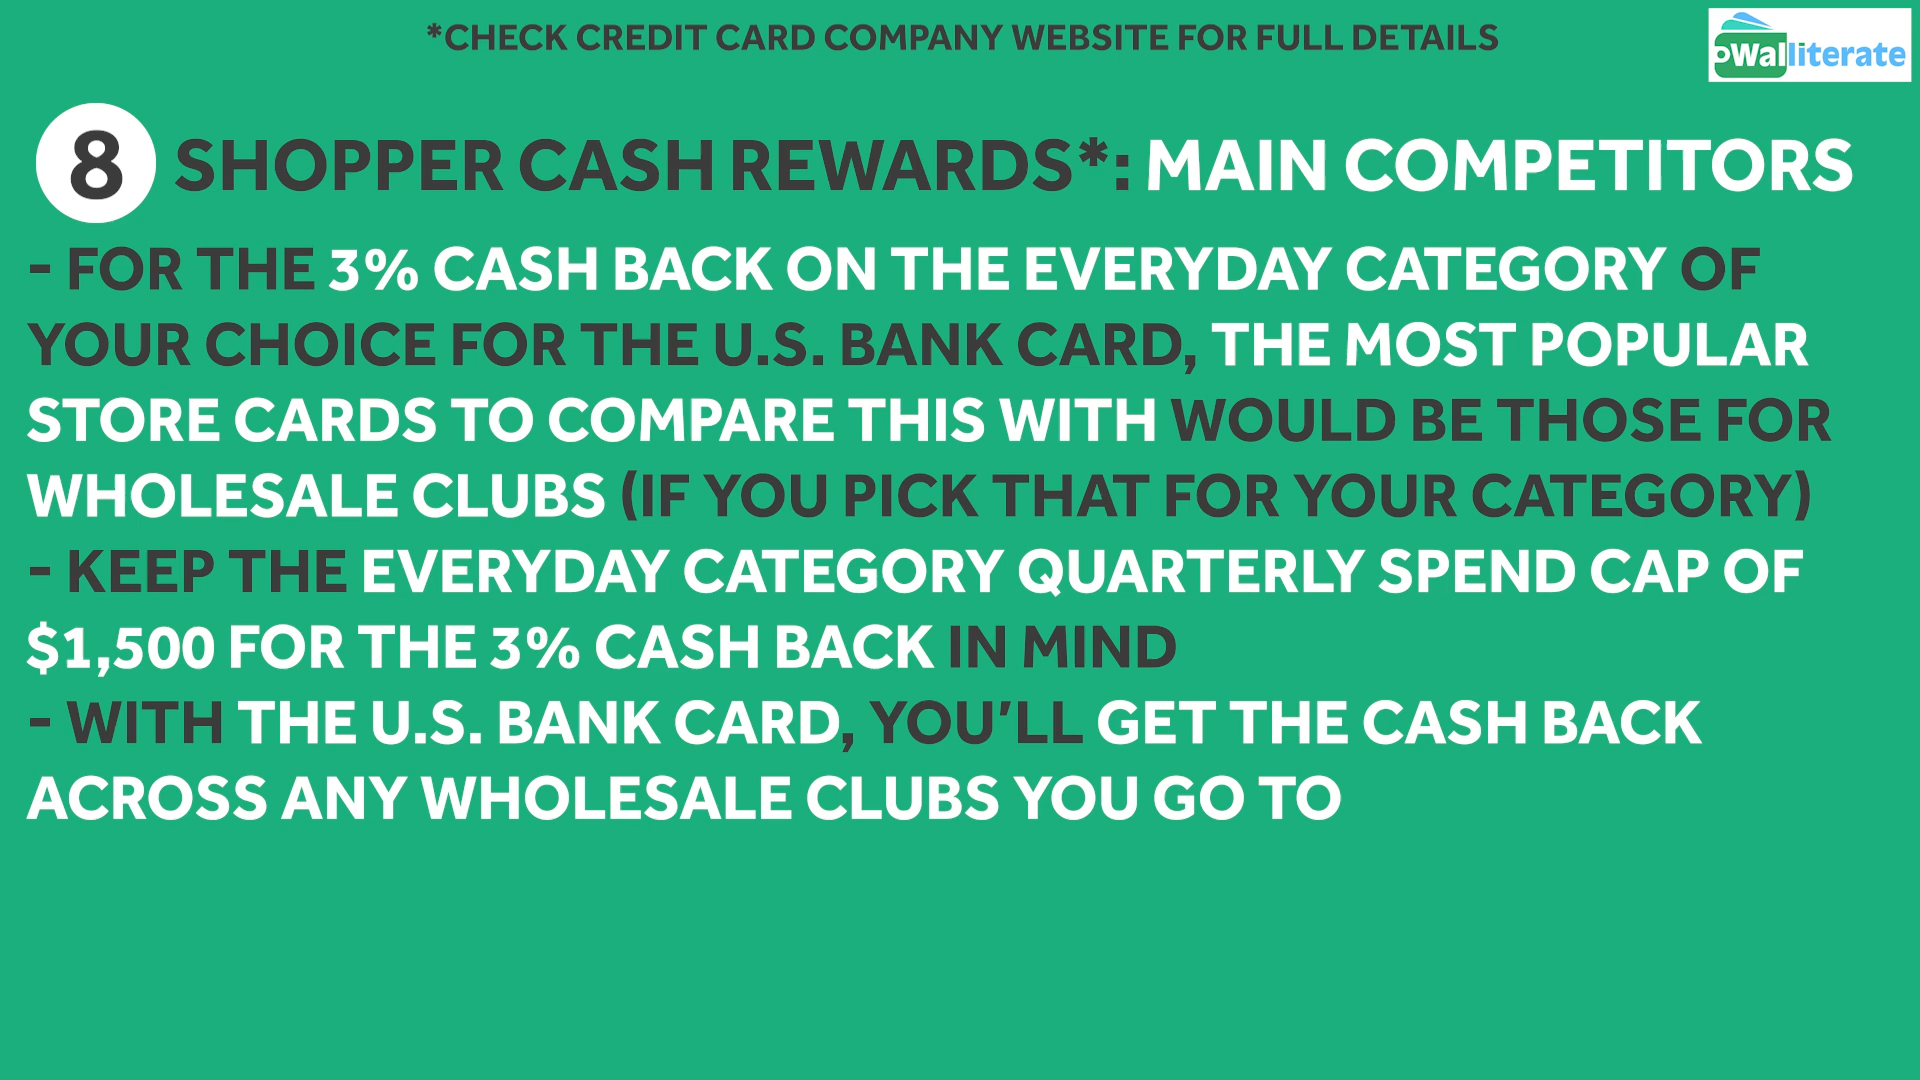 *CHECK CREDIT CARD COMPANY WEBSITE FOR FULL DETAILS
Walliterate
8 SHOPPER CASH REWARDS*: MAIN COMPETITORS
- FOR THE 3% CASH BACK ON THE EVERYDAY CATEGORY OF
YOUR CHOICE FOR THE U.S. BANK CARD, THE MOST POPULAR
STORE CARDS TO COMPARE THIS WITH WOULD BE THOSE FOR
WHOLESALE CLUBS (IF YOU PICK THAT FOR YOUR CATEGORY)
- KEEP THE EVERYDAY CATEGORY QUARTERLY SPEND CAP OF
$1,500 FOR THE 3% CASH BACK IN MIND
- WITH THE U.S. BANK CARD, YOU'LL GET THE CASH BACK
ACROSS ANY WHOLESALE CLUBS YOU GO TO